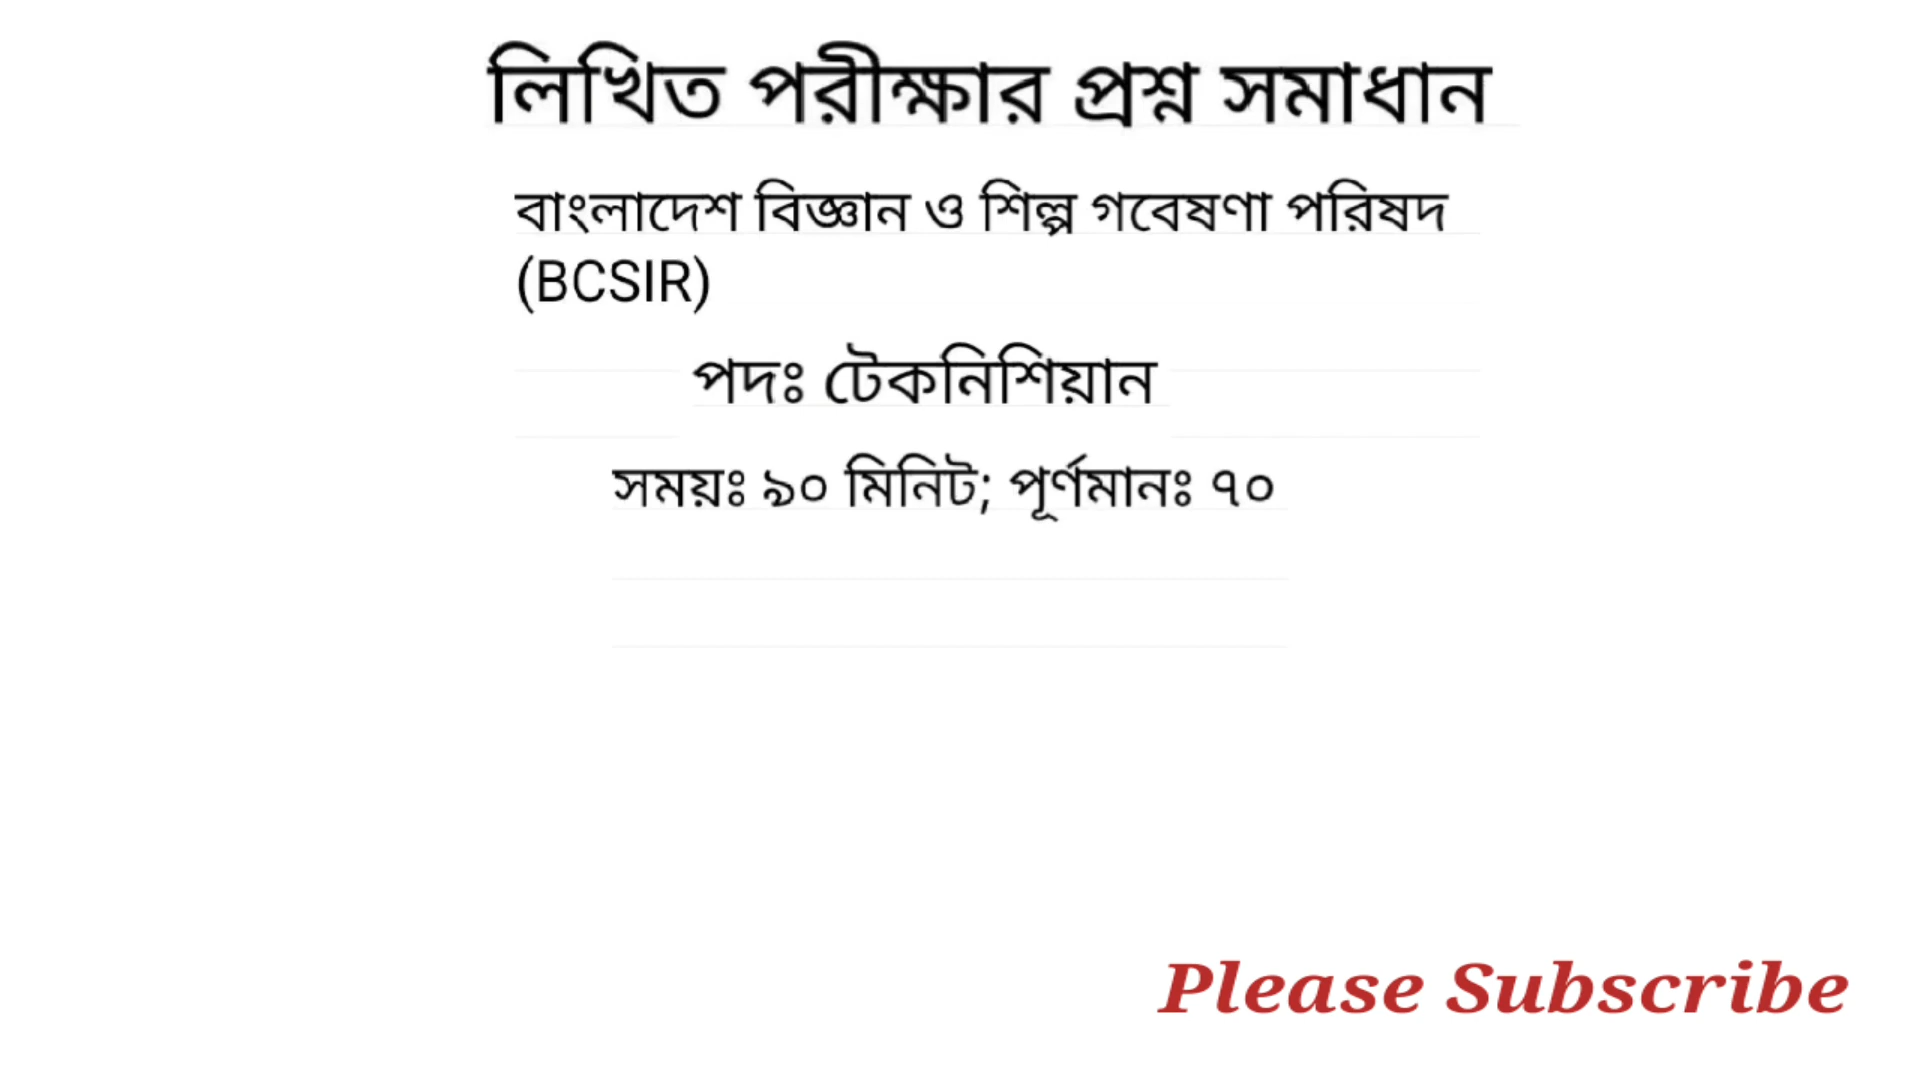 লিখিত পরীক্ষার প্রশ্ন সমাধান
বাংলাদেশ বিজ্ঞান ও শিল্প গবেষণা পরিষদ
(BCSIR)
পদঃ টেকনিশিয়ান
সময়ঃ ৯০ মিনিট; পূর্ণমানঃ ৭০
Please Subscribe